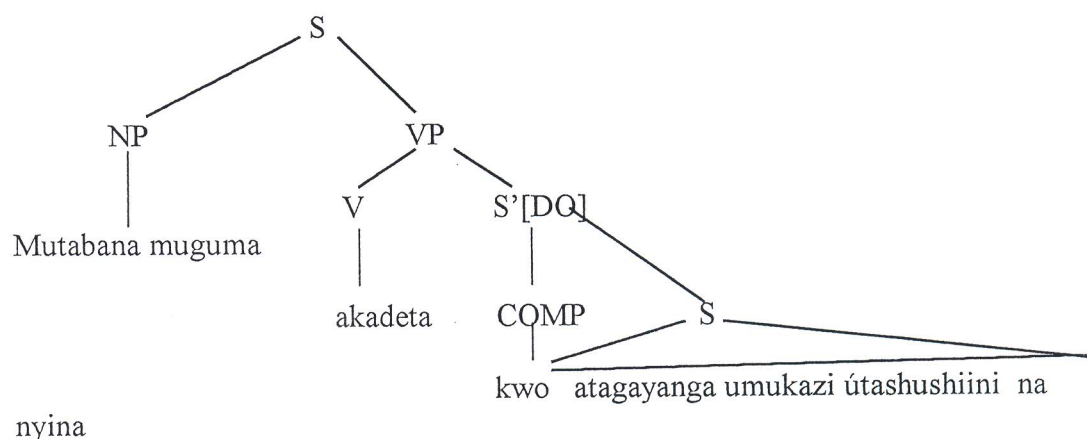 S
NP VP
V S’[DO]
Mutabana muguma
akadeta COMP S
kwo atagayanga umukazi útashushiini na
nyina